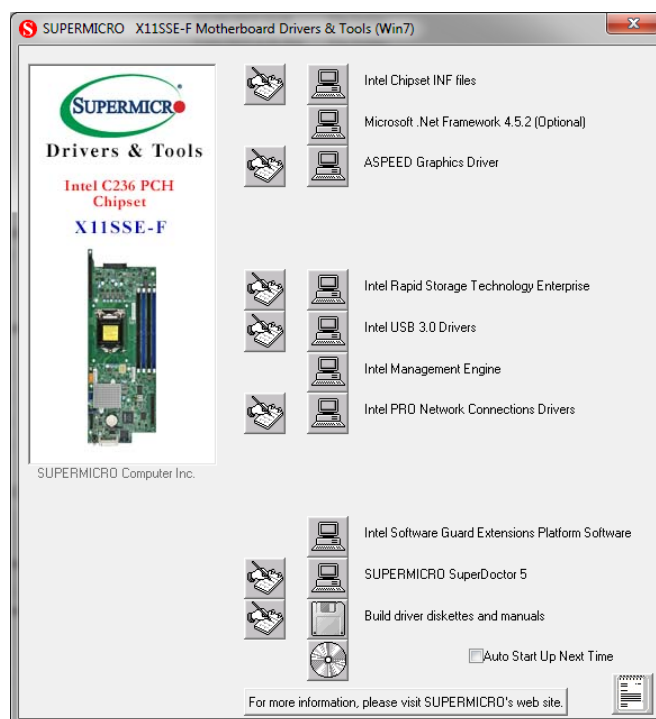 SUPERMICRO X11SSE-F Motherboard Drivers & Tools (Win7)
SUPERMICRO
Drivers & Tools
Intel C236 PCH
Chipset
X11SSE-F
SUPERMICRO Computer Inc.
Intel Chipset INF files
Microsoft .Net Framework 4.5.2 (Optional)
ASPEED Graphics Driver
Intel Rapid Storage Technology Enterprise
Intel USB 3.0 Drivers
Intel Management Engine
Intel PRO Network Connections Drivers
Intel Software Guard Extensions Platform Software
SUPERMICRO SuperDoctor 5
Build driver diskettes and manuals
Auto Start Up Next Time
For more information, please visit SUPERMICRO's web site.